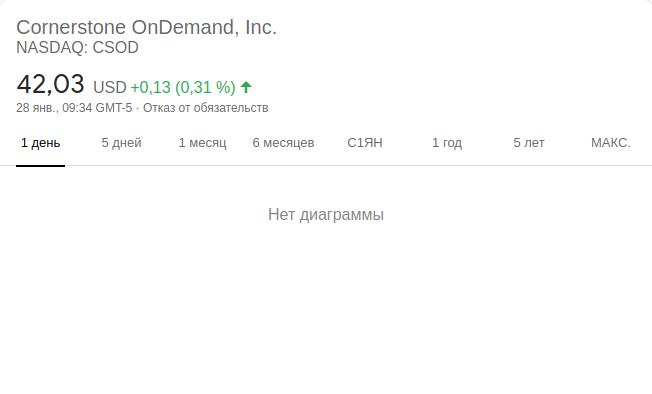 Cornerstone OnDemand, Inc.
NASDAQ: CSOD
42,03 USD +0,13 (0,31 %)
28 янв., 09:34 GMT-5 · Отказ от обязательств
1 день 5 дней 1 месяц 6 месяцев С1ЯН 1 год 5 лет МАКС.
Нет диаграммы